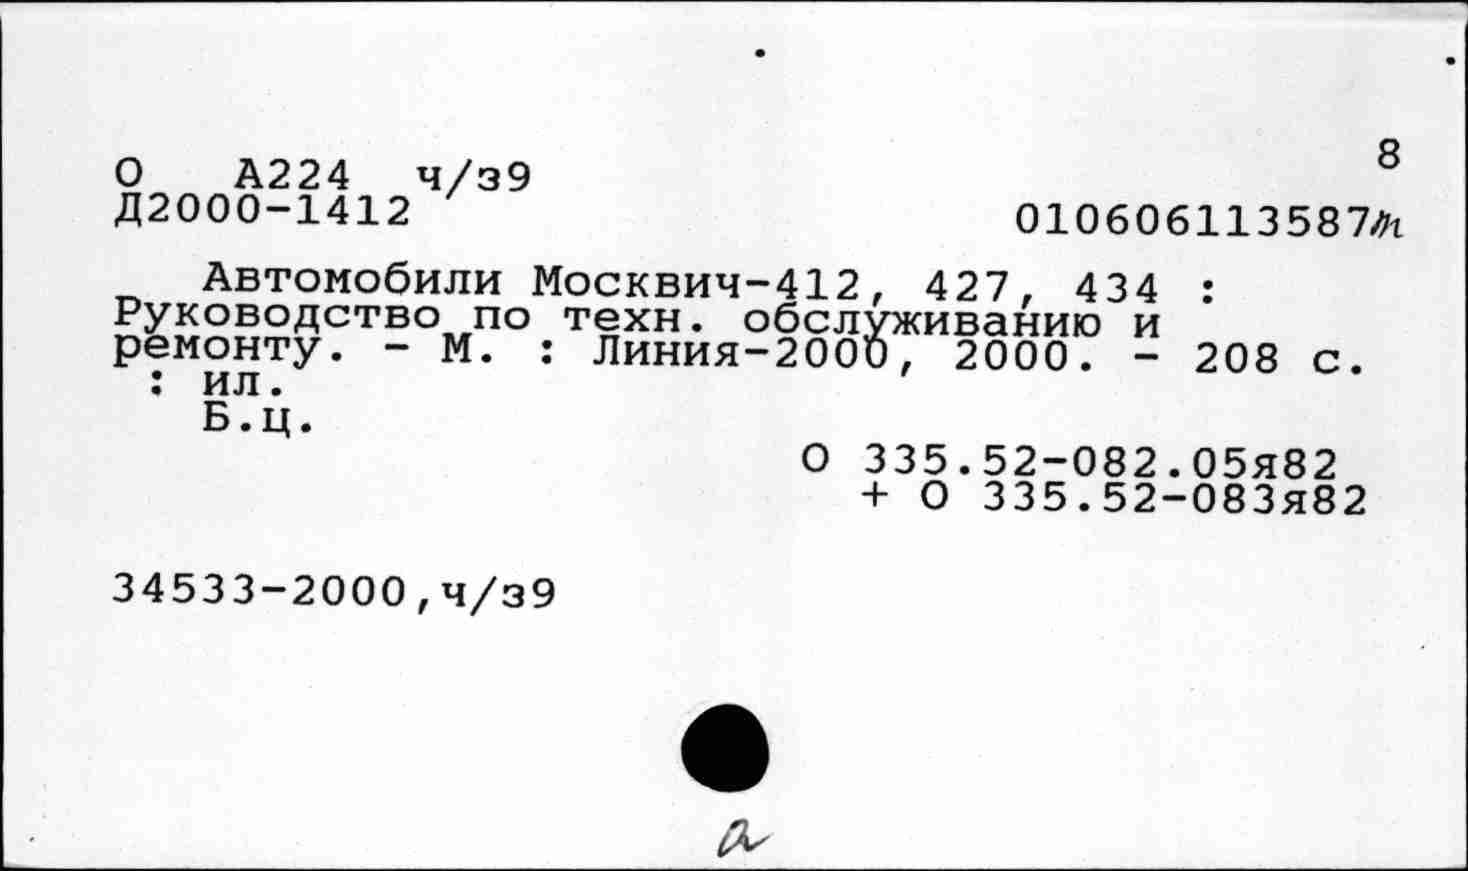 8
О А224 ч/з9
Д2000-1412
010606113587
Автомобили Москвич-412, 427, 434 :
Руководство по техн. обслуживанию и
ремонту. - М. : Линия-2000, 2000. - 208 с.
: ил.
Б.ц.
О 335.52-082.05я82
+ О 335.52-083я82
34533-2000,ч/з9